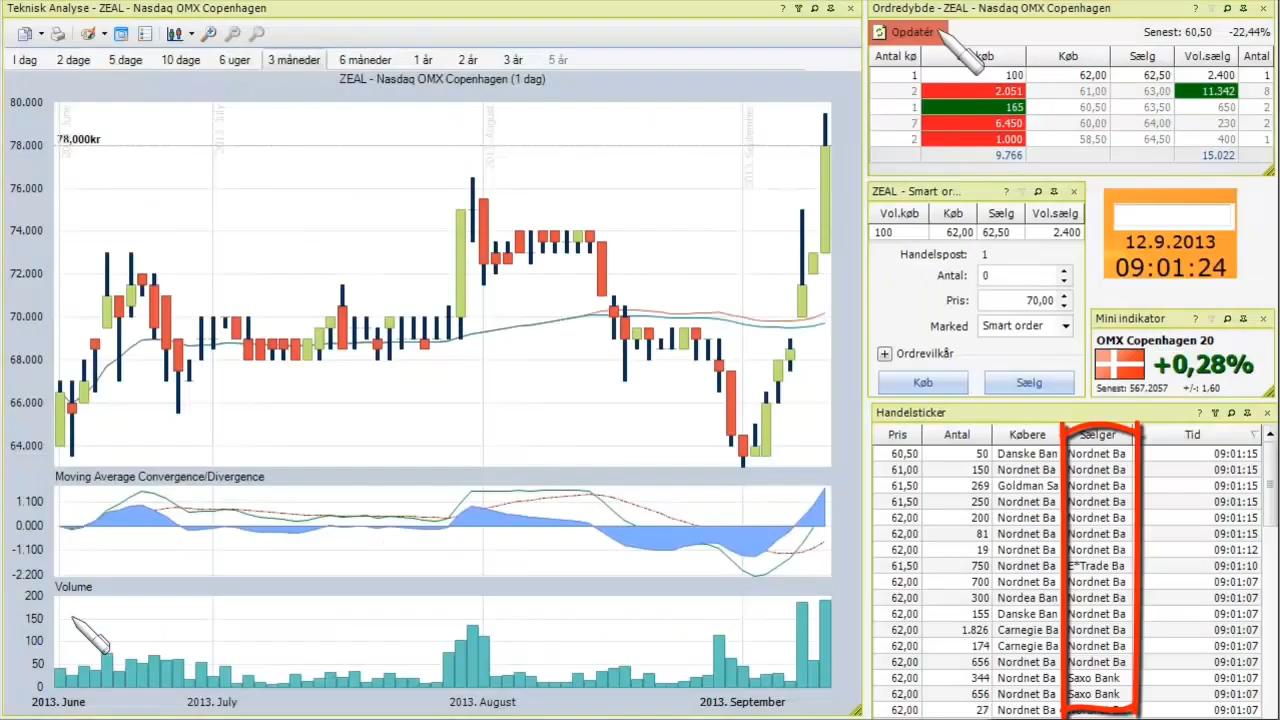 Teknisk Analyse - ZEAL - Nasdaq OMX Copenhagen
I dag 2 dage 5 dage 10 dage 6 uger 3 måneder 6 måneder 1 år 2 år 3 år 5 år
ZEAL - Nasdaq OMX Copenhagen (1 dag)
80.000
78,000kr
78.000
76.000
74.000
72.000
70.000
68.000
66.000
64.000
Moving Average Convergence/Divergence
1.100
0.000
-1.100
-2.200
Volume
200
150
100
50
0
2013. June 2013. July 2013. August 2013. September
Ordredybde - ZEAL - Nasdaq OMX Copenhagen
Opdatér Senest: 60,50 -22,44%
Antal kø køb Køb Sælg Vol.sælg Antal
1 100 62,00 62,50 2.400 1
2 2.051 61,00 63,00 11.342 8
1 165 60,50 63,50 650 2
7 6.450 60,00 64,00 230 2
2 1.000 58,50 64,50 400 1
9.766 15.022
ZEAL - Smart or...
Vol.køb Køb Sælg Vol.sælg
100 62,00 62,50 2.400
Handelspost: 1
Antal: 0
Pris: 70,00
Marked Smart order
Ordrevilkår
Køb Sælg
12.9.2013
09:01:24
Mini indikator
OMX Copenhagen 20
+0,28%
Senest: 567.2057 +/-: 1,60
Handelsticker
Pris Antal Købere Sælger Tid
60,50 50 Danske Ban Nordnet Ba 09:01:15
61,00 150 Nordnet Ba Nordnet Ba 09:01:15
61,50 269 Goldman Sa Nordnet Ba 09:01:15
61,50 250 Nordnet Ba Nordnet Ba 09:01:15
62,00 200 Nordnet Ba Nordnet Ba 09:01:15
62,00 81 Nordnet Ba Nordnet Ba 09:01:15
62,00 19 Nordnet Ba Nordnet Ba 09:01:12
61,50 750 Nordnet Ba E*Trade Ba 09:01:10
62,00 700 Nordnet Ba Nordnet Ba 09:01:07
62,00 300 Nordea Ban Nordnet Ba 09:01:07
62,00 155 Danske Ban Nordnet Ba 09:01:07
62,00 1.826 Carnegie Ba Nordnet Ba 09:01:07
62,00 174 Carnegie Ba Nordnet Ba 09:01:07
62,00 656 Nordnet Ba Nordnet Ba 09:01:07
62,00 344 Nordnet Ba Saxo Bank 09:01:07
62,00 656 Nordnet Ba Saxo Bank 09:01:07
62,00 27 Nordnet Ba Nordnet Ba 09:01:07